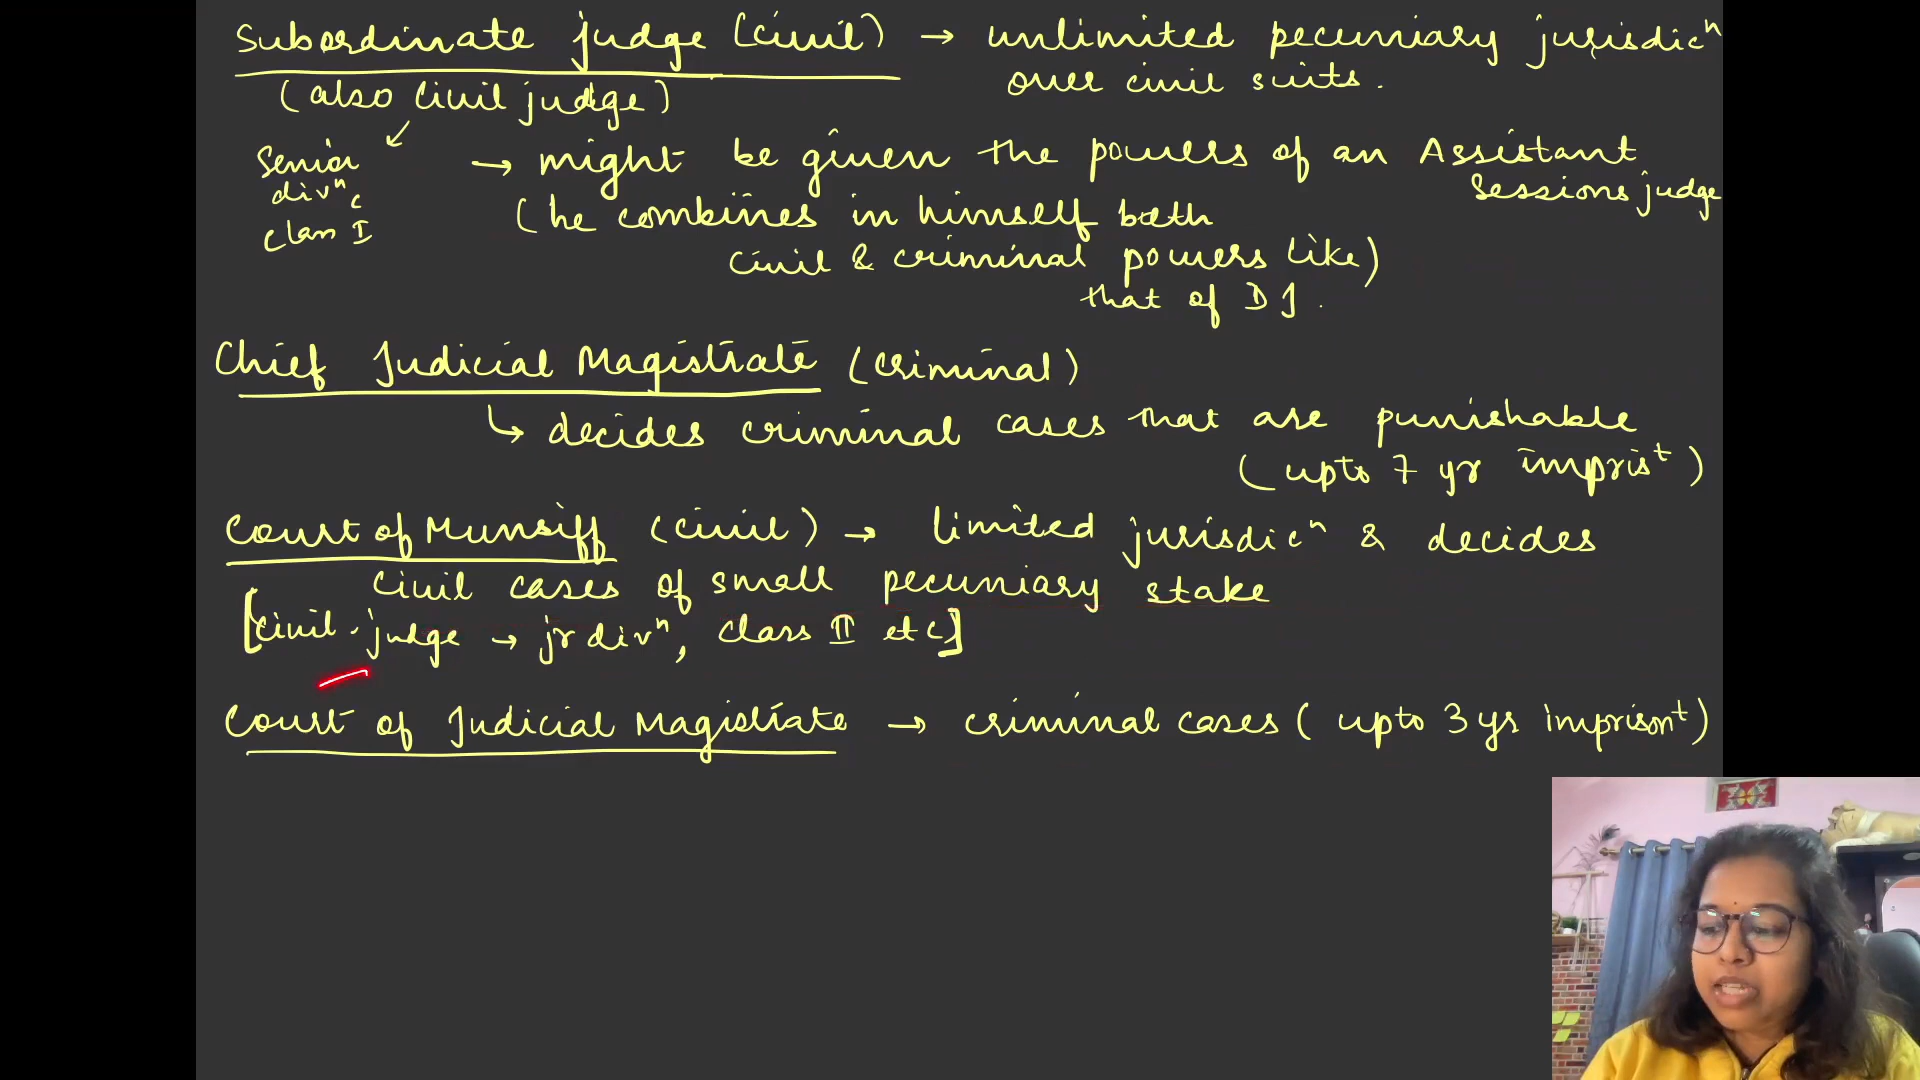 Subordinate judge (civil) → unlimited pecuniary jurisdicⁿ
over civil suits.
(also civil judge)
Senior
divⁿ,
class I
→ might be given the powers of an Assistant
Sessions judge
(he combines in himself both
civil & criminal powers like)
that of DJ.
Chief Judicial Magistrate (criminal)
↳ decides criminal cases that are punishable
(upto 7 yr imprisᵗ)
Court of Munsiff (civil) → limited jurisdicⁿ & decides
civil cases of small pecuniary stake
[civil judge → jr divⁿ, class II etc]
Court of Judicial Magistrate → criminal cases (upto 3 yr imprisonᵗ)